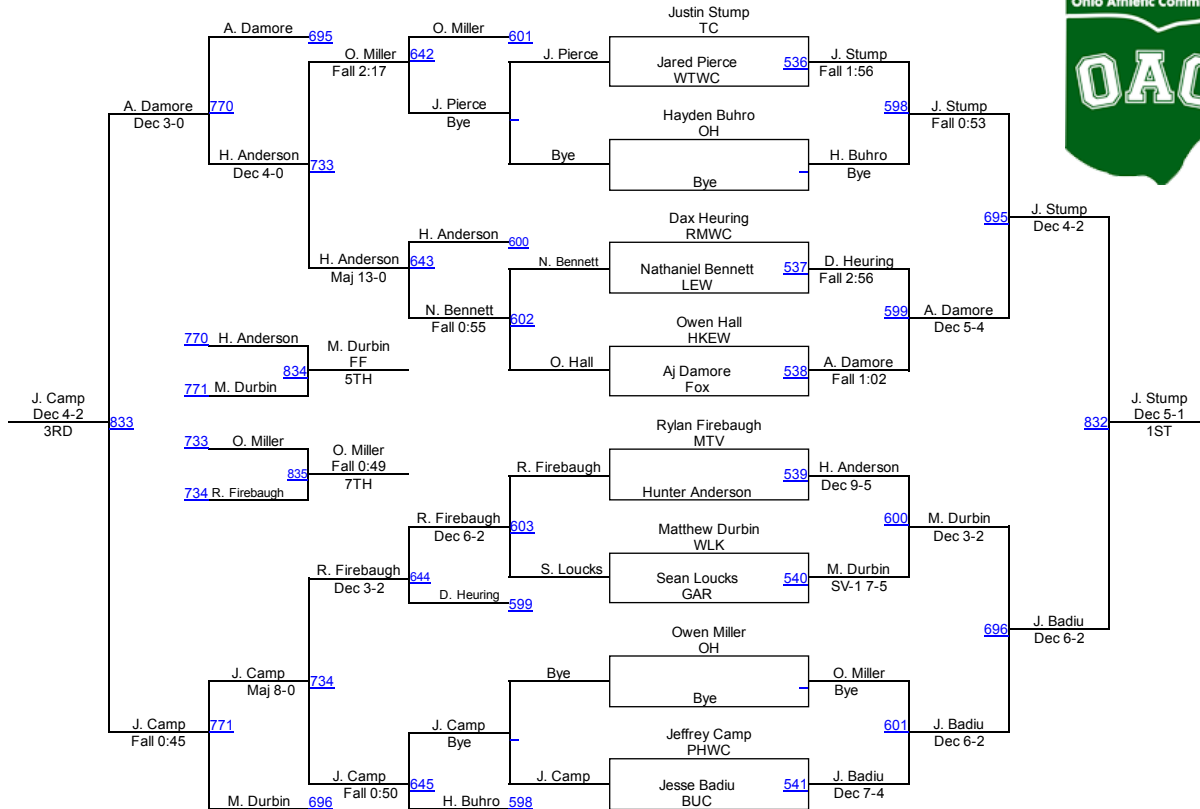 Ohio Athletic Comm
OAC
A. Damore
695
O. Miller
601
Justin Stump
TC
O. Miller
642
Fall 2:17
J. Pierce
Jared Pierce
536
J. Stump
WTWC
Fall 1:56
A. Damore
770
Dec 3-0
J. Pierce
Bye
Hayden Buhro
OH
598
J. Stump
Fall 0:53
H. Anderson
733
Dec 4-0
Bye
Bye
H. Buhro
Bye
Dax Heuring
RMWC
695
J. Stump
Dec 4-2
H. Anderson
600
H. Anderson
643
Maj 13-0
N. Bennett
Nathaniel Bennett
537
D. Heuring
LEW
Fall 2:56
N. Bennett
602
Fall 0:55
Owen Hall
HKEW
599
A. Damore
Dec 5-4
770
H. Anderson
834
M. Durbin
FF
5TH
771
M. Durbin
O. Hall
Aj Damore
538
A. Damore
Fox
Fall 1:02
J. Camp
Dec 4-2
3RD
833
832
J. Stump
Dec 5-1
1ST
733
O. Miller
835
O. Miller
Fall 0:49
7TH
734
R. Firebaugh
Rylan Firebaugh
MTV
R. Firebaugh
Hunter Anderson
539
H. Anderson
Dec 9-5
R. Firebaugh
603
Dec 6-2
Matthew Durbin
WLK
600
M. Durbin
Dec 3-2
R. Firebaugh
644
Dec 3-2
S. Loucks
Sean Loucks
540
M. Durbin
GAR
SV-1 7-5
D. Heuring
599
Owen Miller
OH
696
J. Badiu
Dec 6-2
J. Camp
734
Maj 8-0
Bye
Bye
O. Miller
Bye
J. Camp
771
Fall 0:45
J. Camp
Bye
Jeffrey Camp
PHWC
601
J. Badiu
Dec 6-2
J. Camp
645
Fall 0:50
J. Camp
Jesse Badiu
541
J. Badiu
BUC
Dec 7-4
M. Durbin
696
H. Buhro
598